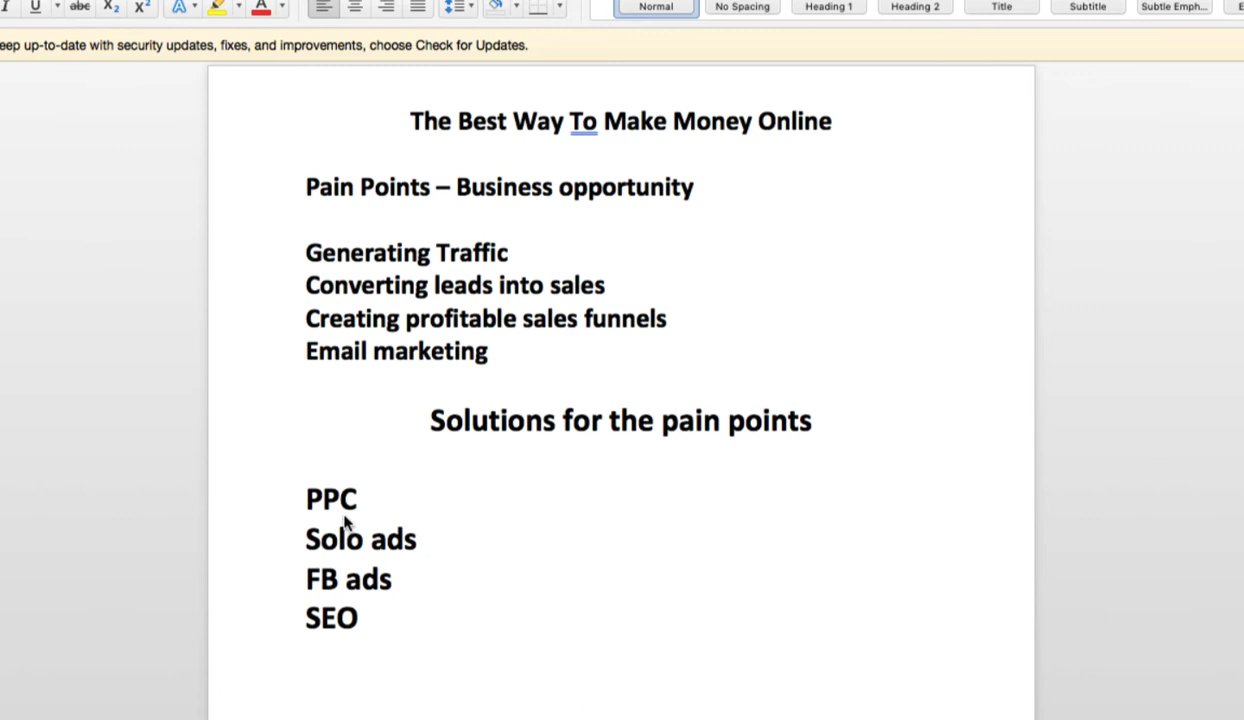 I U abc X2 X2 A A Normal No Spacing Heading 1 Heading 2 Title Subtitle Subtle Emph...
eep up-to-date with security updates, fixes, and improvements, choose Check for Updates.
The Best Way To Make Money Online
Pain Points – Business opportunity
Generating Traffic
Converting leads into sales
Creating profitable sales funnels
Email marketing
Solutions for the pain points
PPC
Solo ads
FB ads
SEO